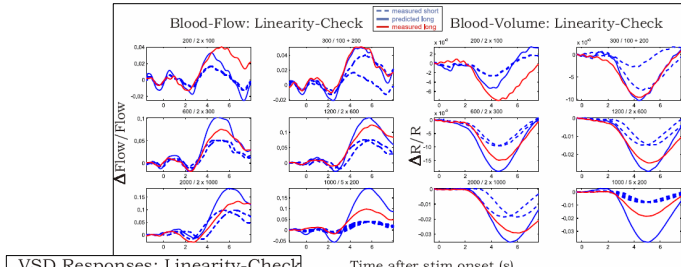 Blood-Flow: Linearity-Check
measured short
predicted long
measured long
Blood-Volume: Linearity-Check
200 / 2 x 100
300 / 100 + 200
200 / 2 x 100
300 / 100 + 200
600 / 2 x 300
1200 / 2 x 600
600 / 2 x 300
1200 / 2 x 600
2000 / 2 x 1000
1000 / 5 x 200
2000 / 2 x 1000
1000 / 5 x 200
ΔFlow/Flow
ΔR/R
Time after stim onset (s)
VSD Responses: Linearity-Check